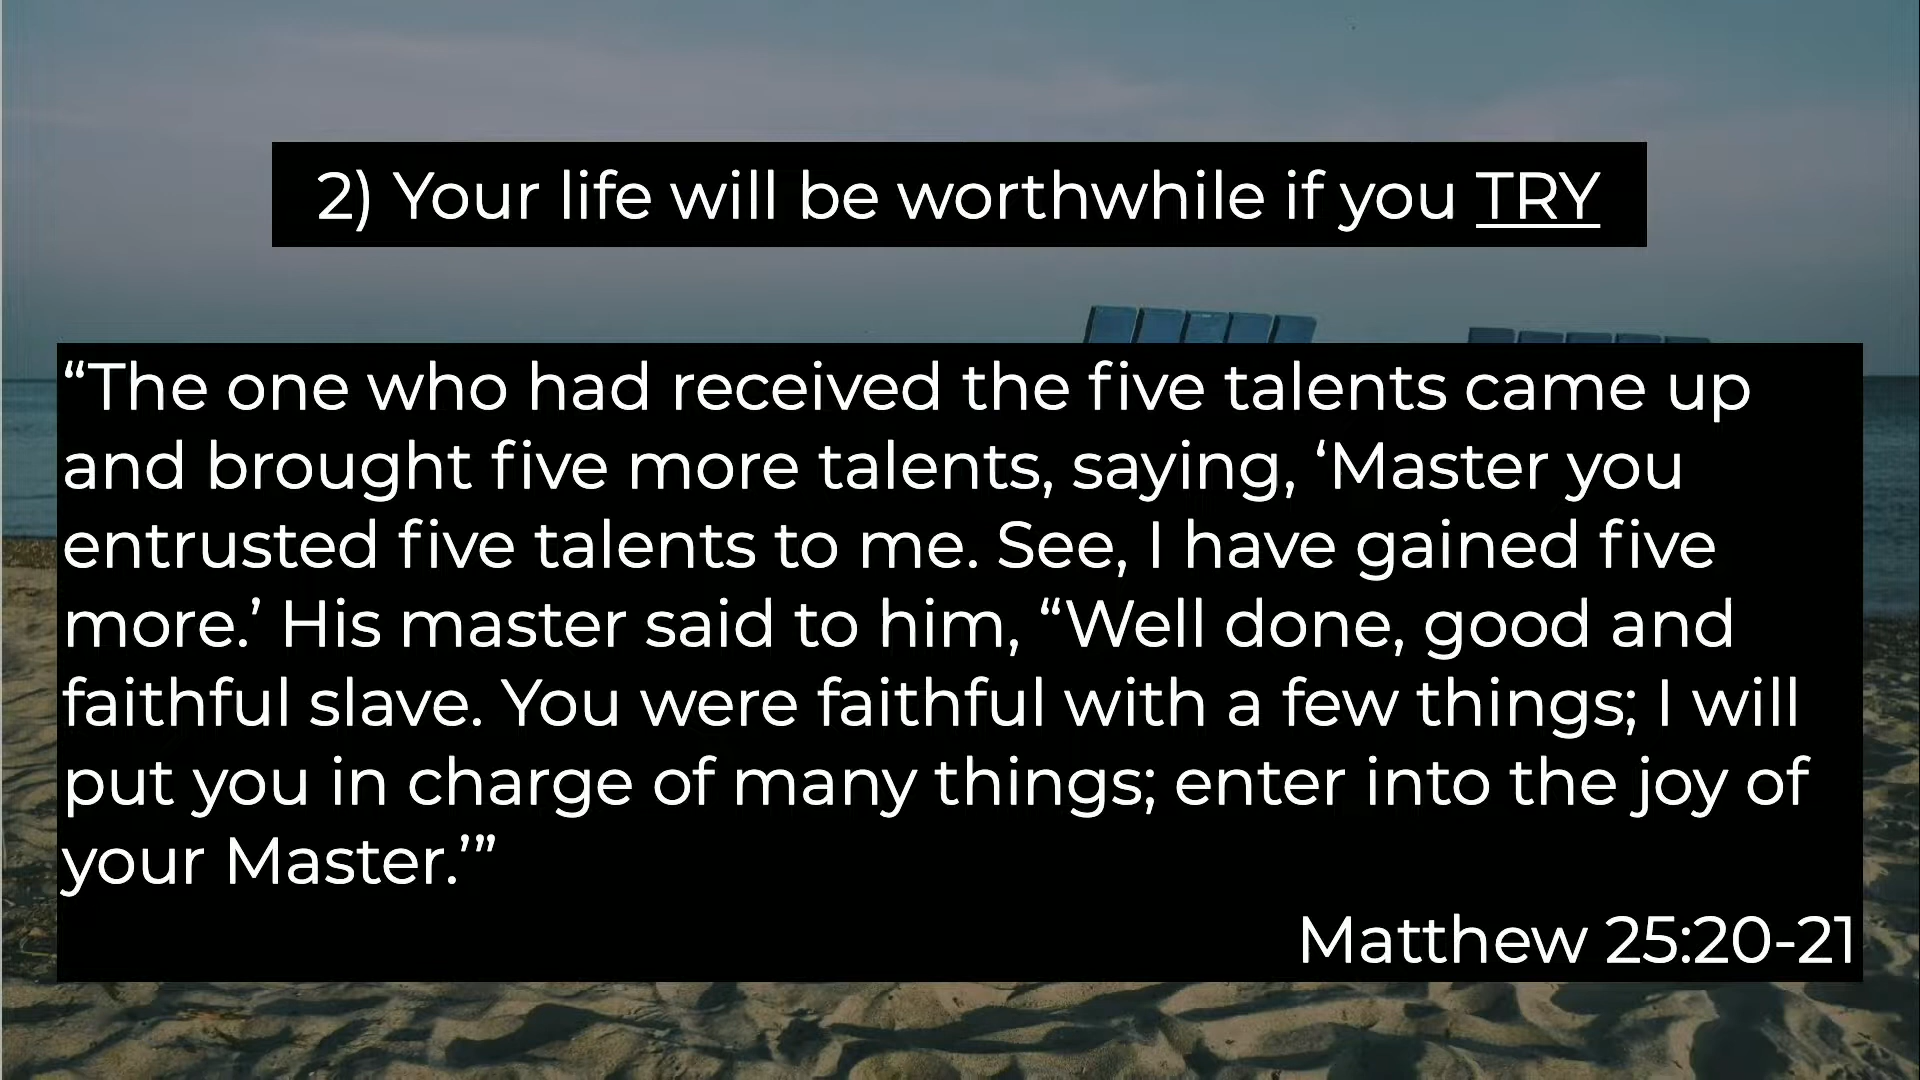 2) Your life will be worthwhile if you TRY
“The one who had received the five talents came up
and brought five more talents, saying, ‘Master you
entrusted five talents to me. See, I have gained five
more.’ His master said to him, “Well done, good and
faithful slave. You were faithful with a few things; I will
put you in charge of many things; enter into the joy of
your Master.’”
Matthew 25:20-21